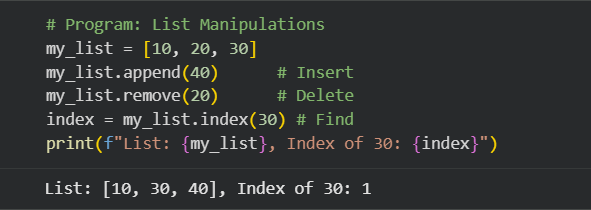 # Program: List Manipulations
my_list = [10, 20, 30]
my_list.append(40)      # Insert
my_list.remove(20)      # Delete
index = my_list.index(30) # Find
print(f"List: {my_list}, Index of 30: {index}")
List: [10, 30, 40], Index of 30: 1